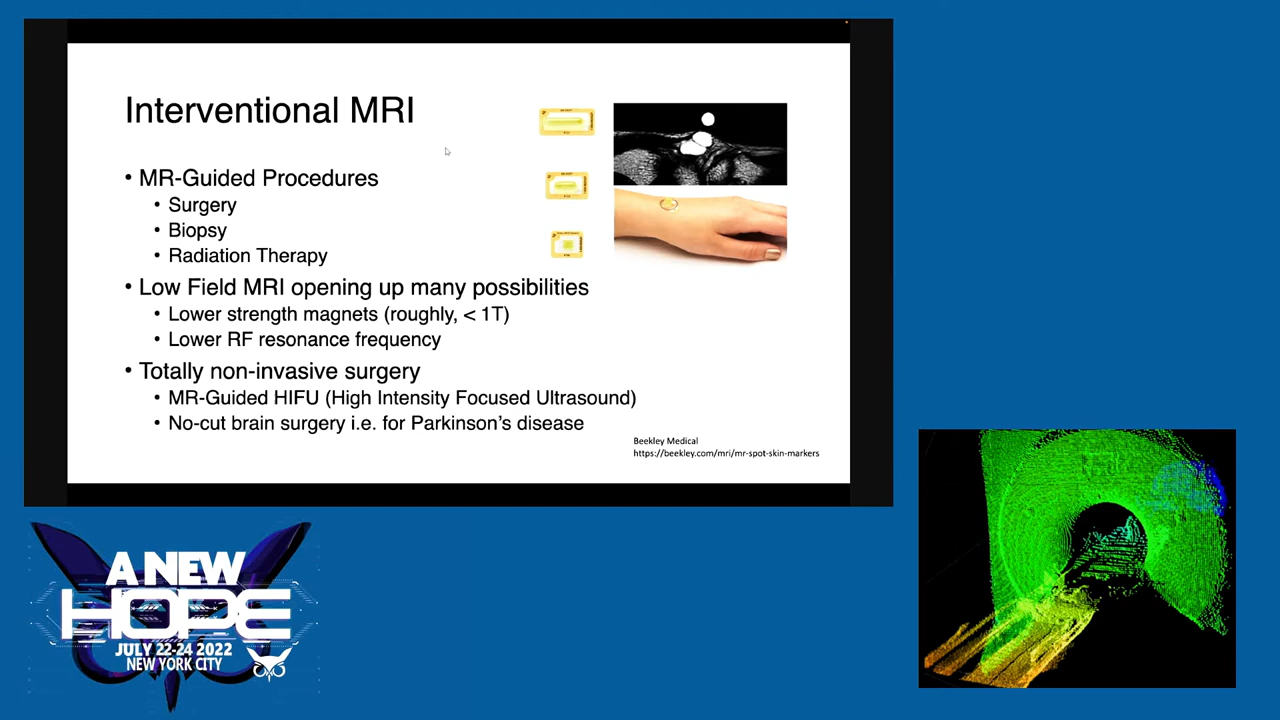 Interventional MRI
• MR-Guided Procedures
• Surgery
• Biopsy
• Radiation Therapy
• Low Field MRI opening up many possibilities
• Lower strength magnets (roughly, < 1T)
• Lower RF resonance frequency
• Totally non-invasive surgery
• MR-Guided HIFU (High Intensity Focused Ultrasound)
• No-cut brain surgery i.e. for Parkinson's disease
Beekley Medical
https://beekley.com/mri/mr-spot-skin-markers
A NEW
HOPE
JULY 22-24 2022
NEW YORK CITY